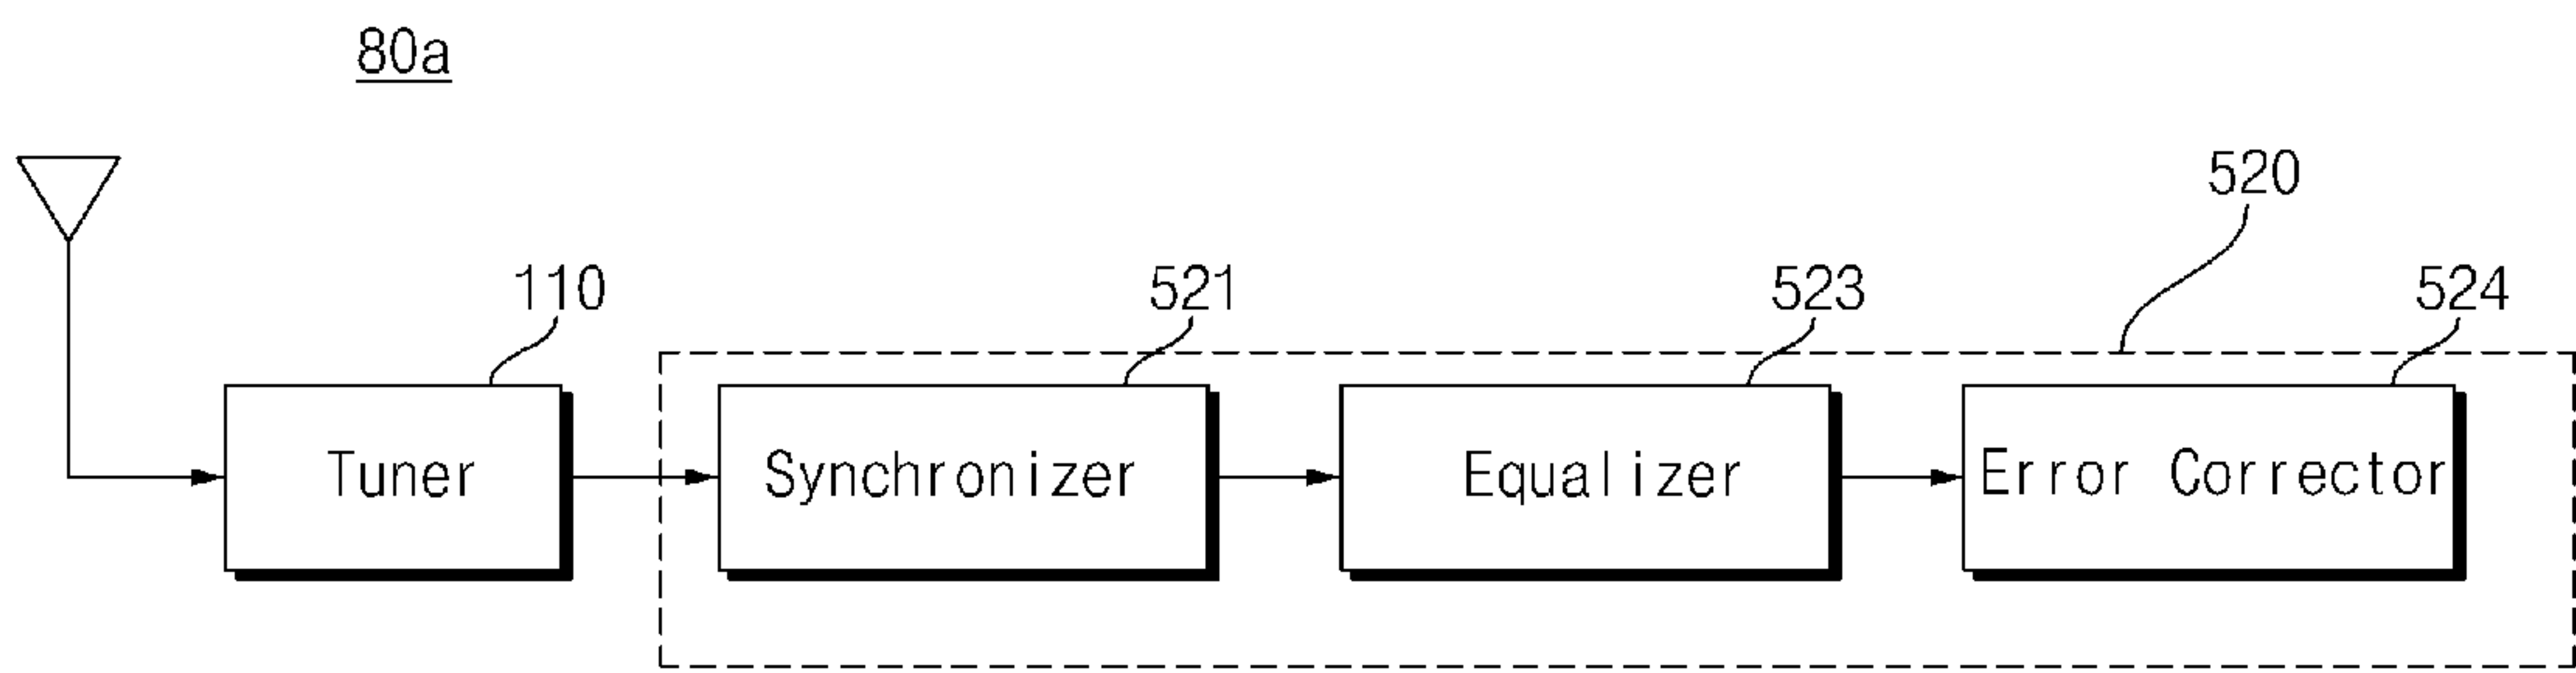 80a
520
110
521
523
524
Tuner
Synchronizer
Equalizer
Error Corrector